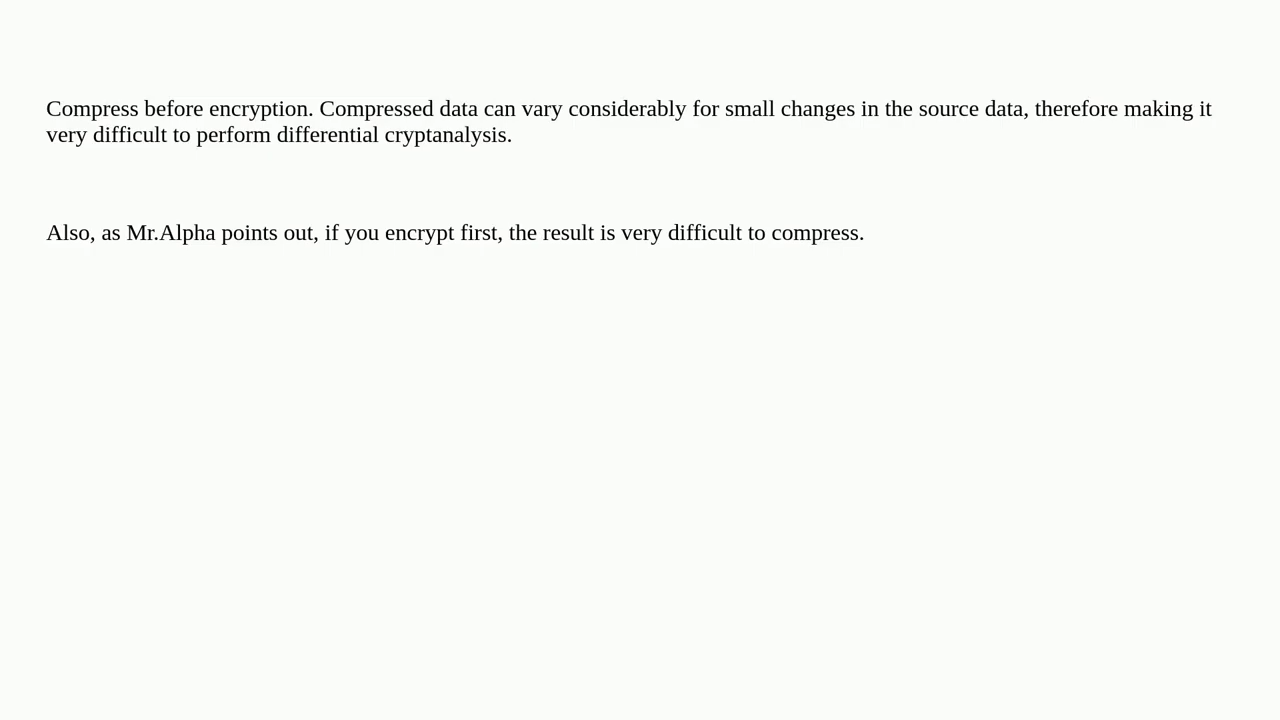 Compress before encryption. Compressed data can vary considerably for small changes in the source data, therefore making it
very difficult to perform differential cryptanalysis.
Also, as Mr.Alpha points out, if you encrypt first, the result is very difficult to compress.